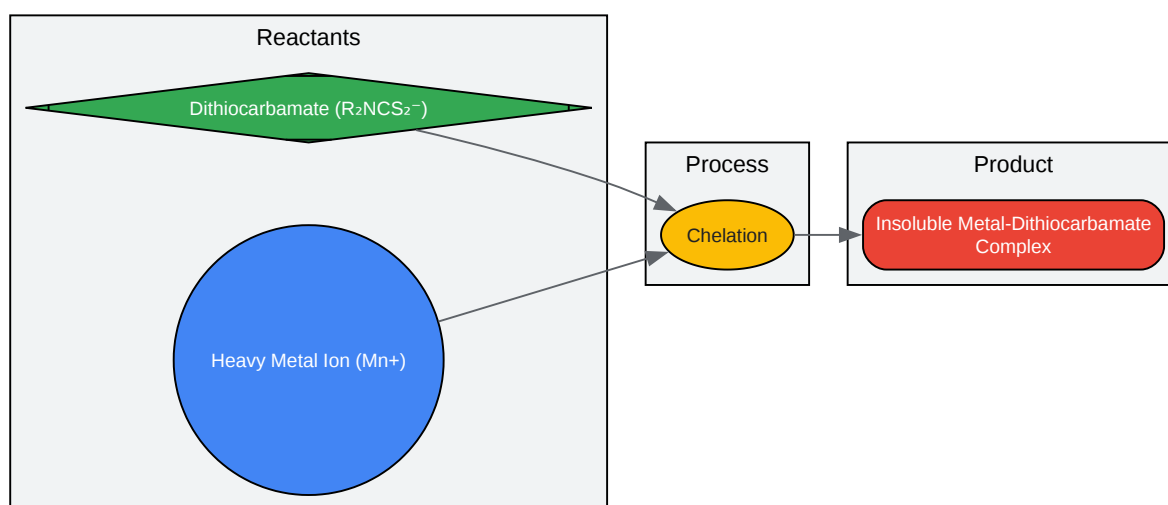 Reactants
Dithiocarbamate (R₂NCS₂⁻)
Heavy Metal Ion (Mn+)
Process
Chelation
Product
Insoluble Metal-Dithiocarbamate
Complex